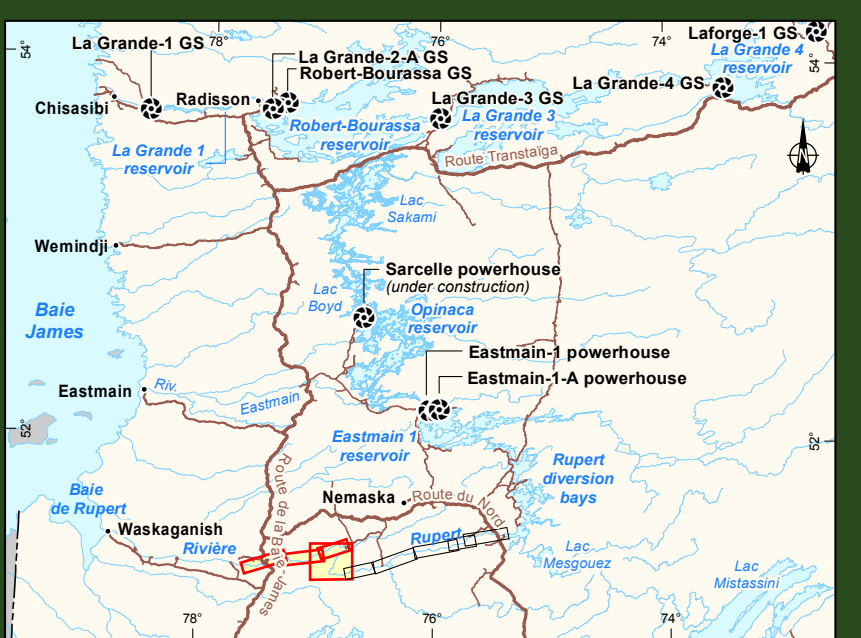 78°
76°
74°
54°
54°
La Grande-1 GS
La Grande-2-A GS
Robert-Bourassa GS
Laforge-1 GS
La Grande 4
reservoir
La Grande-4 GS
Chisasibi
Radisson
La Grande-3 GS
La Grande 3
reservoir
Robert-Bourassa
reservoir
La Grande 1
reservoir
Route Transtaïga
Lac
Sakami
Wemindji
Sarcelle powerhouse
(under construction)
Lac
Boyd
Opinaca
reservoir
Baie
James
Eastmain-1 powerhouse
Eastmain-1-A powerhouse
Eastmain
Riv.
Eastmain
52°
52°
Eastmain 1
reservoir
Rupert
diversion
bays
Route de la Baie-James
Baie
de Rupert
Nemaska
Route du Nord
Waskaganish
Rivière
Rupert
Lac
Mesgouez
Lac
Mistassini
78°
76°
74°